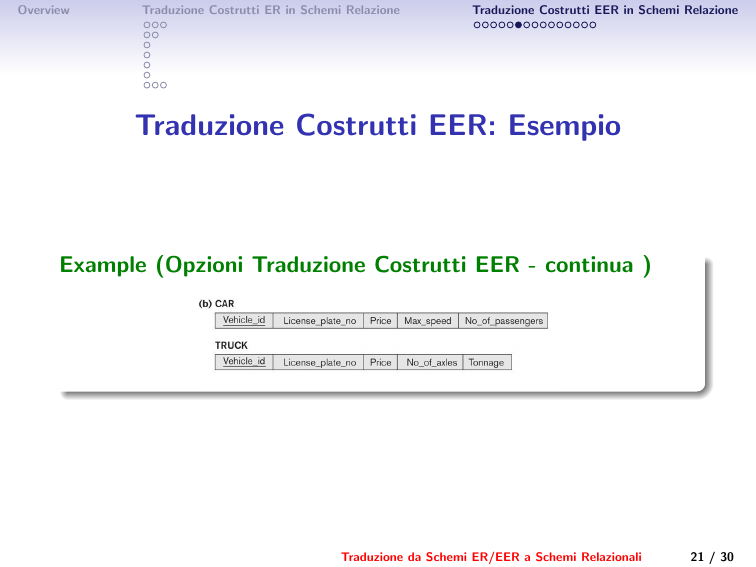 Overview Traduzione Costrutti ER in Schemi Relazione Traduzione Costrutti EER in Schemi Relazione
Traduzione Costrutti EER: Esempio
Example (Opzioni Traduzione Costrutti EER - continua )
(b) CAR
Vehicle_id License_plate_no Price Max_speed No_of_passengers
TRUCK
Vehicle_id License_plate_no Price No_of_axles Tonnage
Traduzione da Schemi ER/EER a Schemi Relazionali 21 / 30